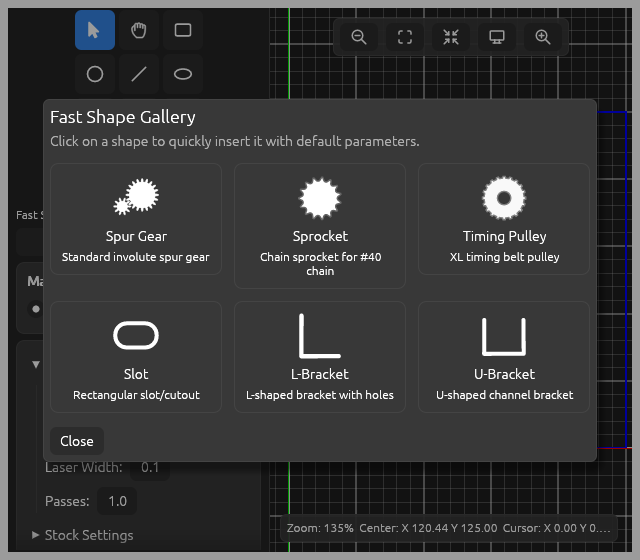 Fast Shape Gallery
Click on a shape to quickly insert it with default parameters.
Spur Gear
Standard involute spur gear
Sprocket
Chain sprocket for #40
chain
Timing Pulley
XL timing belt pulley
Slot
Rectangular slot/cutout
L-Bracket
L-shaped bracket with holes
U-Bracket
U-shaped channel bracket
Close
Fast S
Ma
Laser Width: 0.1
Passes: 1.0
Stock Settings
Zoom: 135% Center: X 120.44 Y 125.00 Cursor: X 0.00 Y 0....